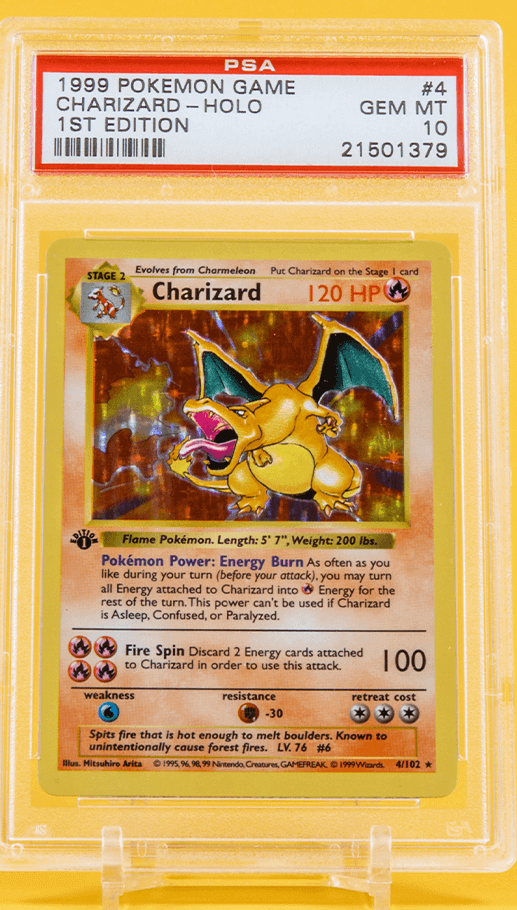 PSA
1999 POKEMON GAME #4
CHARIZARD - HOLO GEM MT
1ST EDITION 10
21501379
STAGE 2 Evolves from Charmeleon Put Charizard on the Stage 1 card
Charizard 120 HP
EDITION
1
Flame Pokémon. Length: 5' 7", Weight: 200 lbs.
Pokémon Power: Energy Burn As often as you
like during your turn (before your attack), you may turn
all Energy attached to Charizard into Energy for the
rest of the turn. This power can't be used if Charizard
is Asleep, Confused, or Paralyzed.
Fire Spin Discard 2 Energy cards attached
to Charizard in order to use this attack. 100
weakness resistance retreat cost
-30
Spits fire that is hot enough to melt boulders. Known to
unintentionally cause forest fires. LV. 76 #6
Illus. Mitsuhiro Arita © 1995, 96, 98, 99 Nintendo, Creatures, GAMEFREAK. © 1999 Wizards. 4/102 ★